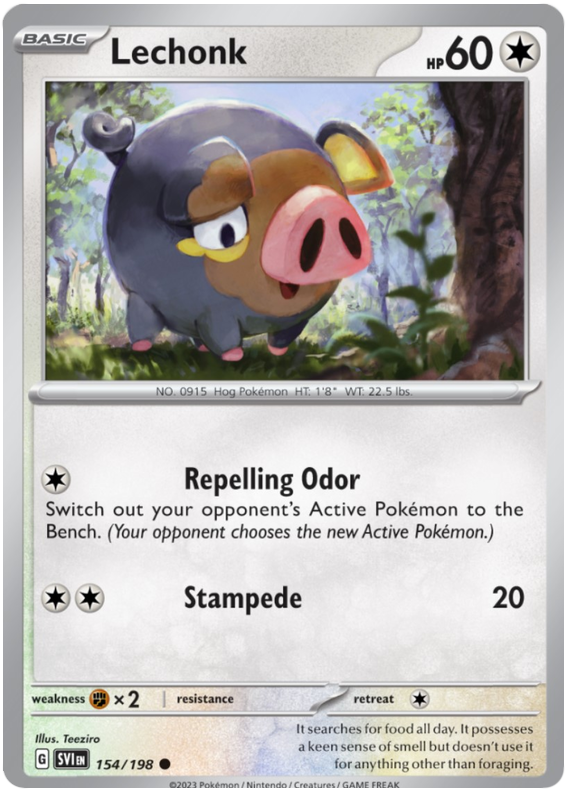 BASIC Lechonk HP 60
NO. 0915 Hog Pokémon HT: 1'8" WT: 22.5 lbs.
Repelling Odor
Switch out your opponent's Active Pokémon to the
Bench. (Your opponent chooses the new Active Pokémon.)
Stampede 20
weakness ×2 resistance retreat
Illus. Teeziro
G SVI EN 154/198
It searches for food all day. It possesses
a keen sense of smell but doesn't use it
for anything other than foraging.
©2023 Pokémon / Nintendo / Creatures / GAME FREAK